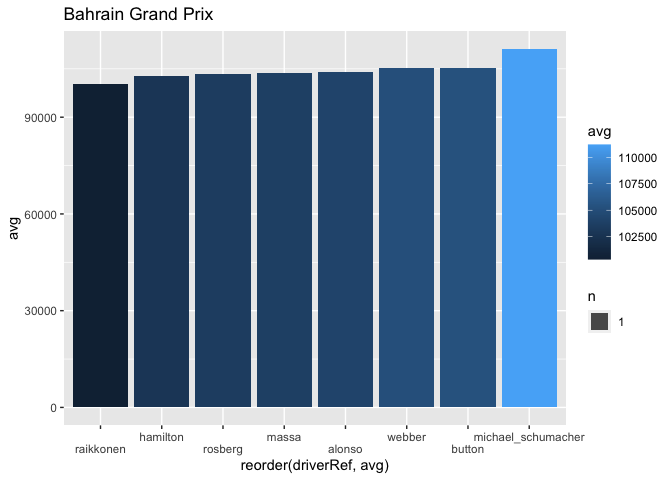 Bahrain Grand Prix
avg
90000
60000
30000
0
raikkonen
hamilton
rosberg
massa
alonso
webber
button
michael_schumacher
reorder(driverRef, avg)
avg
110000
107500
105000
102500
n
1